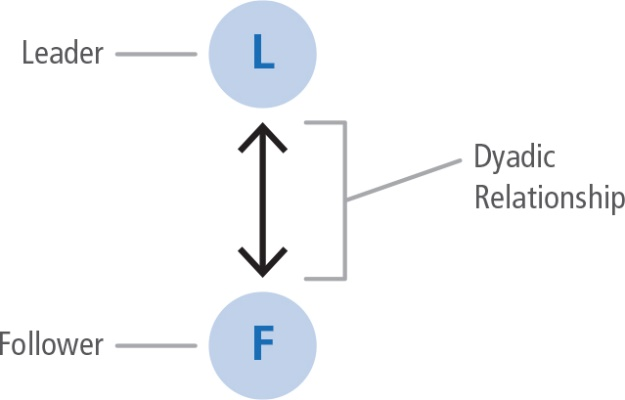 Leader
L
Dyadic
Relationship
Follower
F